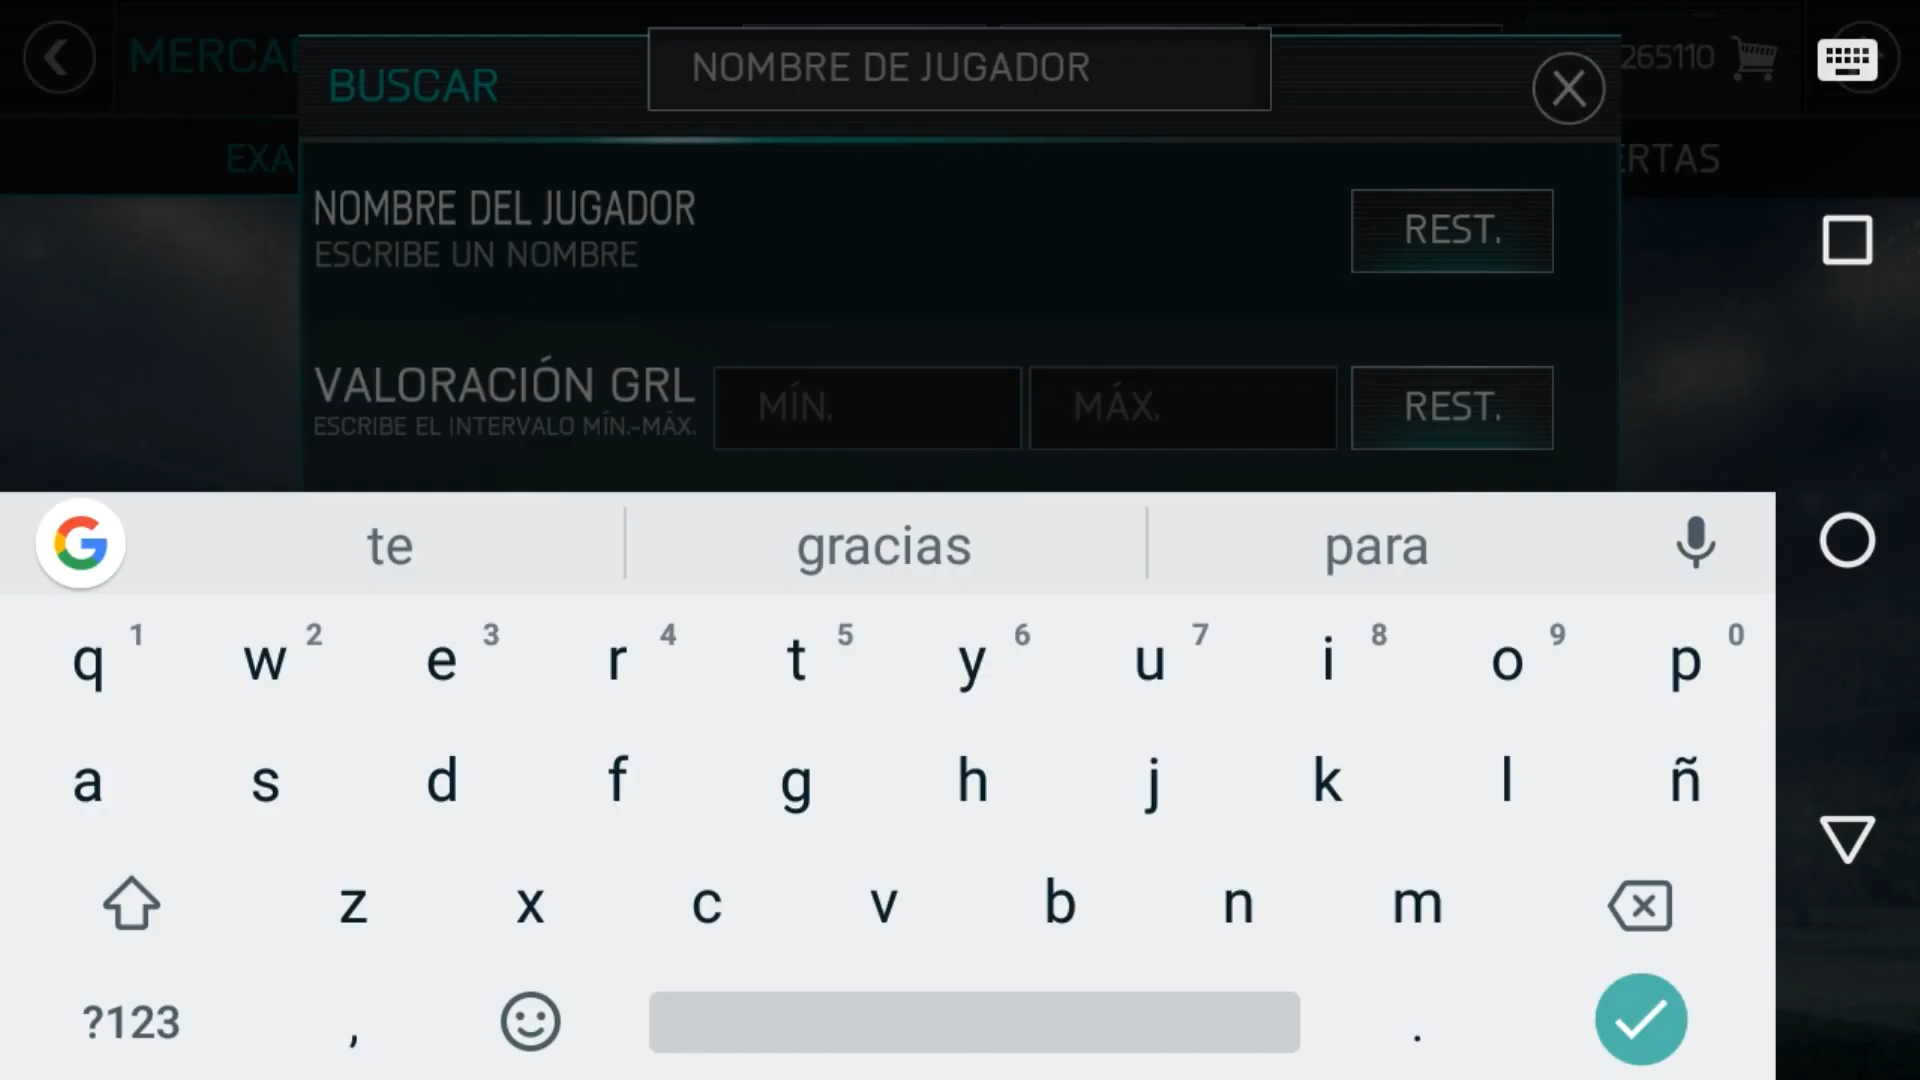 MERCA
BUSCAR
NOMBRE DE JUGADOR
265110
EXA
ERTAS
NOMBRE DEL JUGADOR
ESCRIBE UN NOMBRE
REST.
VALORACIÓN GRL
ESCRIBE EL INTERVALO MÍN.-MÁX.
MÍN.
MÁX.
REST.
te gracias para
q 1 w 2 e 3 r 4 t 5 y 6 u 7 i 8 o 9 p 0
a s d f g h j k l ñ
z x c v b n m
?123 , .